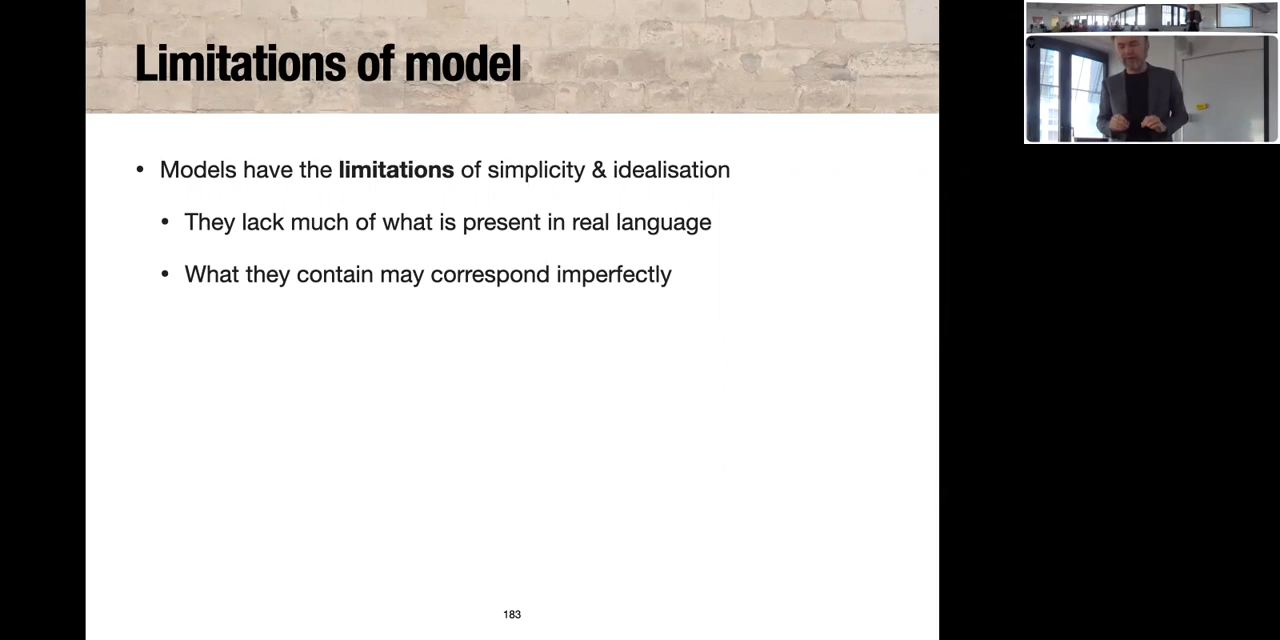 Limitations of model
• Models have the limitations of simplicity & idealisation
• They lack much of what is present in real language
• What they contain may correspond imperfectly
183